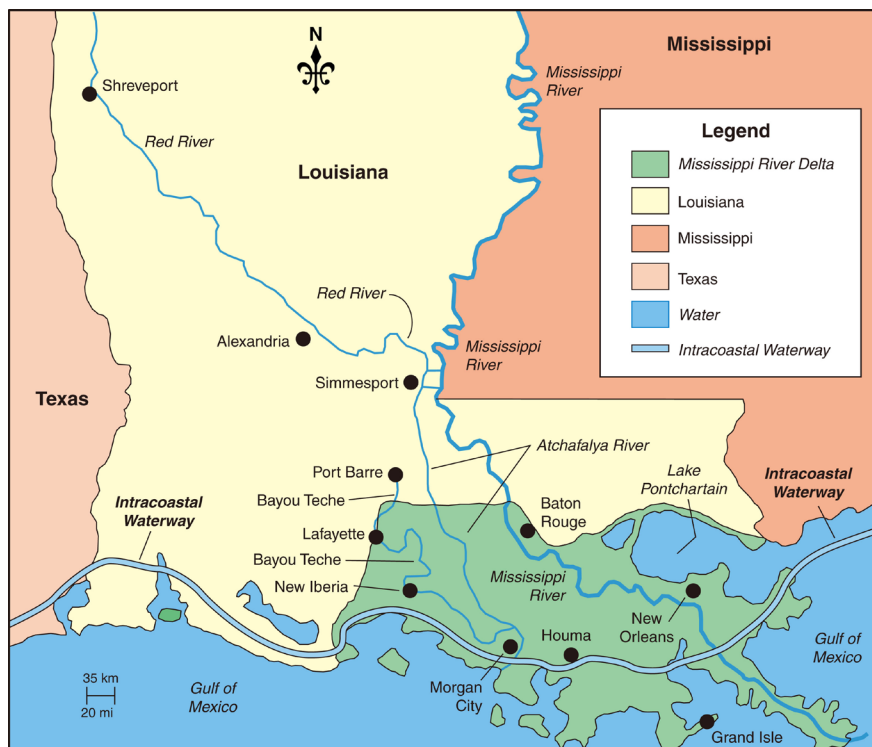 N
Mississippi
Shreveport
Mississippi
River
Red River
Louisiana
Legend
Mississippi River Delta
Louisiana
Mississippi
Texas
Water
Intracoastal Waterway
Red River
Alexandria
Mississippi
River
Simmesport
Texas
Atchafalya River
Port Barre
Lake
Pontchartain
Intracoastal
Waterway
Bayou Teche
Intracoastal
Waterway
Baton
Rouge
Lafayette
Bayou Teche
New Iberia
Mississippi
River
New
Orleans
Houma
Gulf of
Mexico
35 km
20 mi
Gulf of
Mexico
Morgan
City
Grand Isle